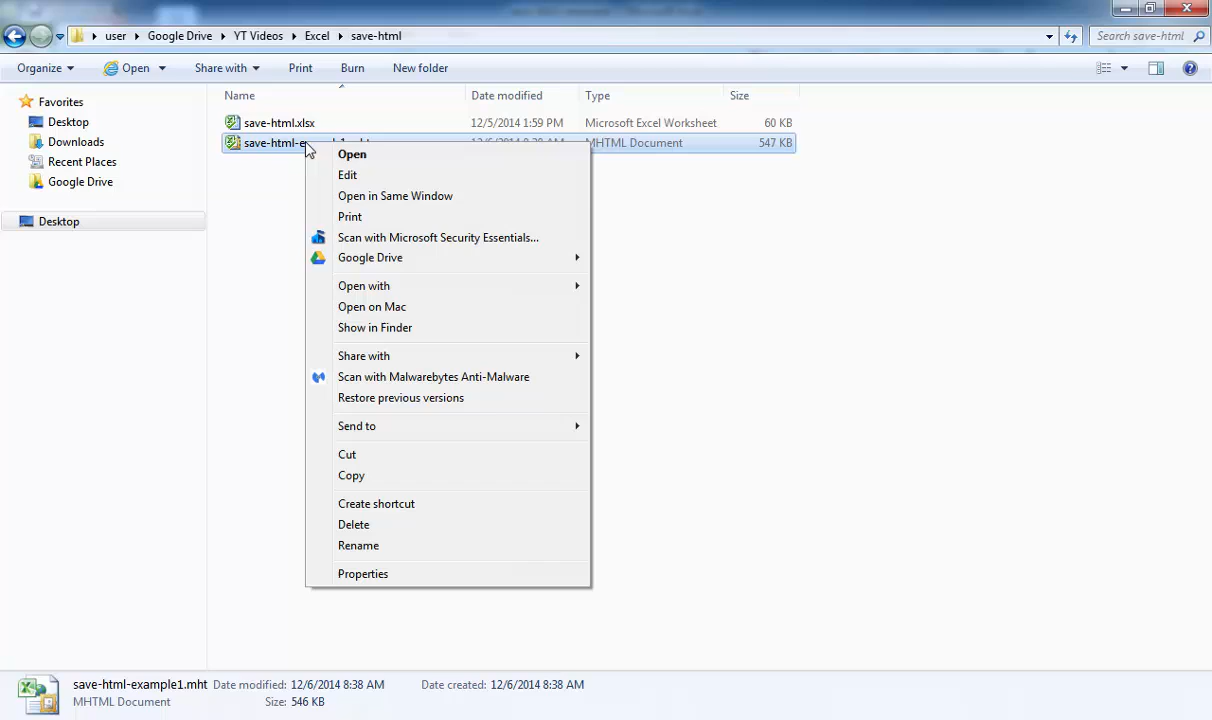 user Google Drive YT Videos Excel save-html Search save-html
Organize Open Share with Print Burn New folder
Favorites
Desktop
Downloads
Recent Places
Google Drive
Desktop
Name Date modified Type Size
save-html.xlsx 12/5/2014 1:59 PM Microsoft Excel Worksheet 60 KB
MHTML Document 547 KB
Open
Edit
Open in Same Window
Print
Scan with Microsoft Security Essentials...
Google Drive
Open with
Open on Mac
Show in Finder
Share with
Scan with Malwarebytes Anti-Malware
Restore previous versions
Send to
Cut
Copy
Create shortcut
Delete
Rename
Properties
save-html-example1.mht Date modified: 12/6/2014 8:38 AM Date created: 12/6/2014 8:38 AM
MHTML Document Size: 546 KB